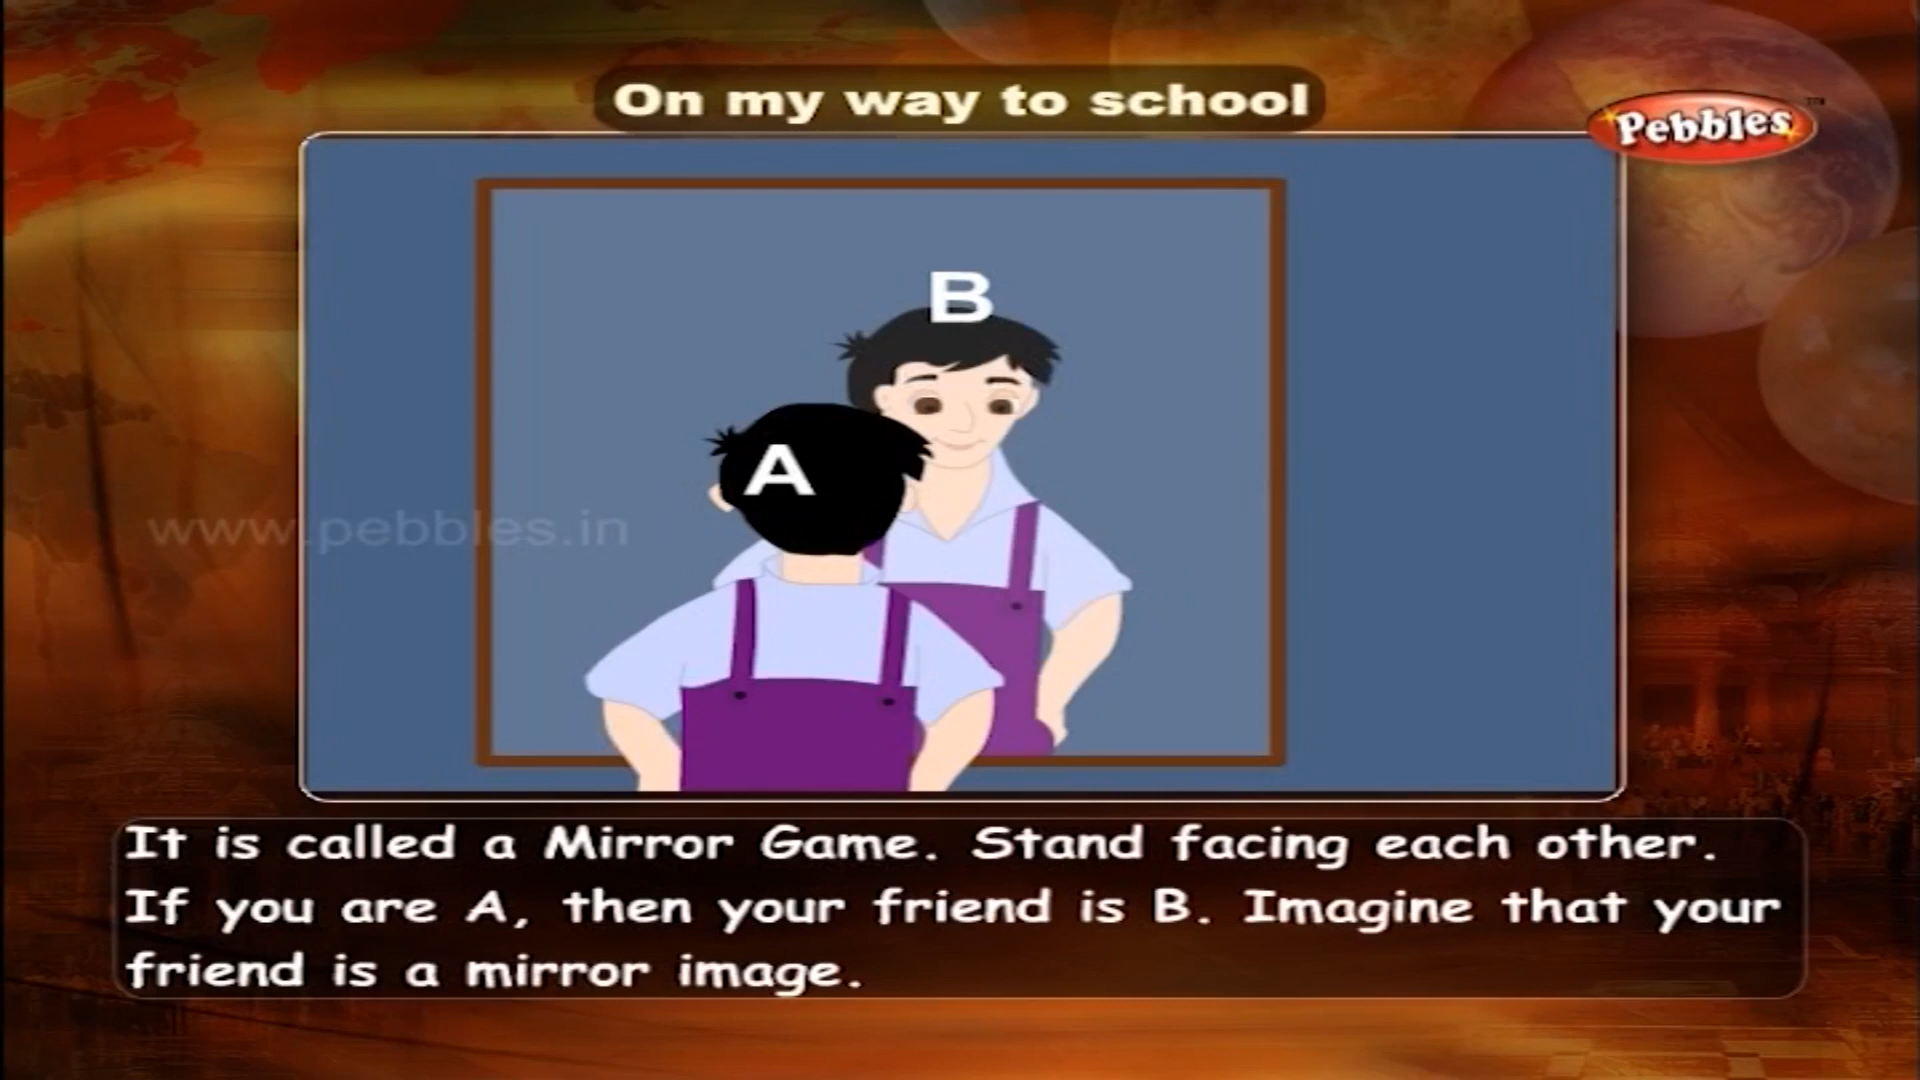 On my way to school
Pebbles™
B
A
www.pebbles.in
It is called a Mirror Game. Stand facing each other.
If you are A, then your friend is B. Imagine that your
friend is a mirror image.